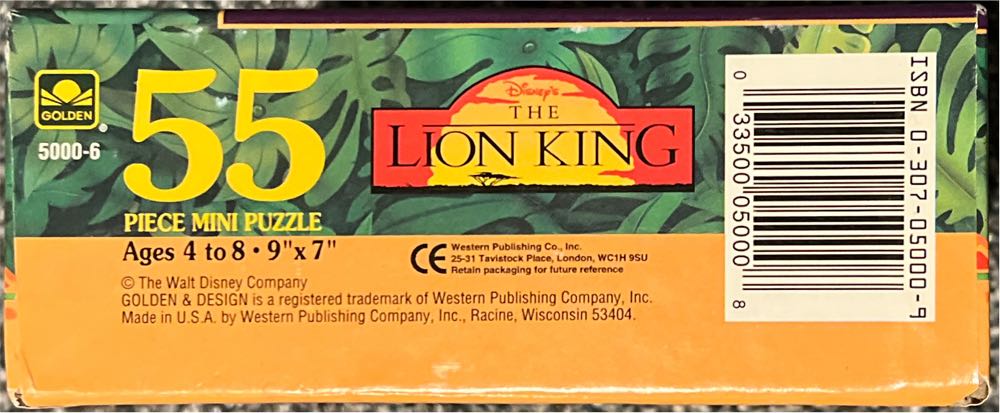 GOLDEN
®
5000-6
55
PIECE MINI PUZZLE
Ages 4 to 8 • 9"x 7"
Disney's
THE
LION KING
CE
Western Publishing Co., Inc.
25-31 Tavistock Place, London, WC1H 9SU
Retain packaging for future reference
© The Walt Disney Company
GOLDEN & DESIGN is a registered trademark of Western Publishing Company, Inc.
Made in U.S.A. by Western Publishing Company, Inc., Racine, Wisconsin 53404.
0 33500 05000 8
ISBN 0-307-05000-9